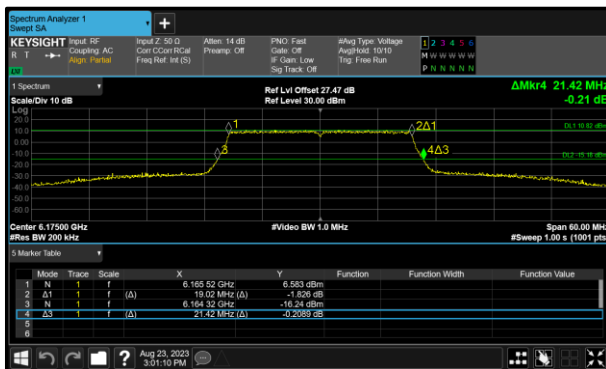 Spectrum Analyzer 1
Swept SA
+
KEYSIGHT Input: RF Input Z: 50 Ω Atten: 14 dB PNO: Fast #Avg Type: Voltage 1 2 3 4 5 6
R T Coupling: AC Corr CCorr RCal Preamp: Off Gate: Off Avg|Hold: 10/10 M W W W W W
Align: Partial Freq Ref: Int (S) IF Gain: Low Trig: Free Run
Sig Track: Off P N N N N N
1 Spectrum Ref Lvl Offset 27.47 dB ΔMkr4 21.42 MHz
Scale/Div 10 dB Ref Level 30.00 dBm -0.21 dB
Log
20.0
10.0
0.00
-10.0
-20.0
-30.0
-40.0
-50.0
-60.0
1
2Δ1
DL1 10.82 dBm
3
4Δ3
DL2 -15.18 dBm
Center 6.17500 GHz #Video BW 1.0 MHz Span 60.00 MHz
#Res BW 200 kHz #Sweep 1.00 s (1001 pts)
5 Marker Table
Mode Trace Scale X Y Function Function Width Function Value
1 N 1 f 6.165 52 GHz 6.583 dBm
2 Δ1 1 f (Δ) 19.02 MHz (Δ) -1.826 dB
3 N 1 f 6.164 32 GHz -16.24 dBm
4 Δ3 1 f (Δ) 21.42 MHz (Δ) -0.2089 dB
5
6
? Aug 23, 2023
3:01:10 PM